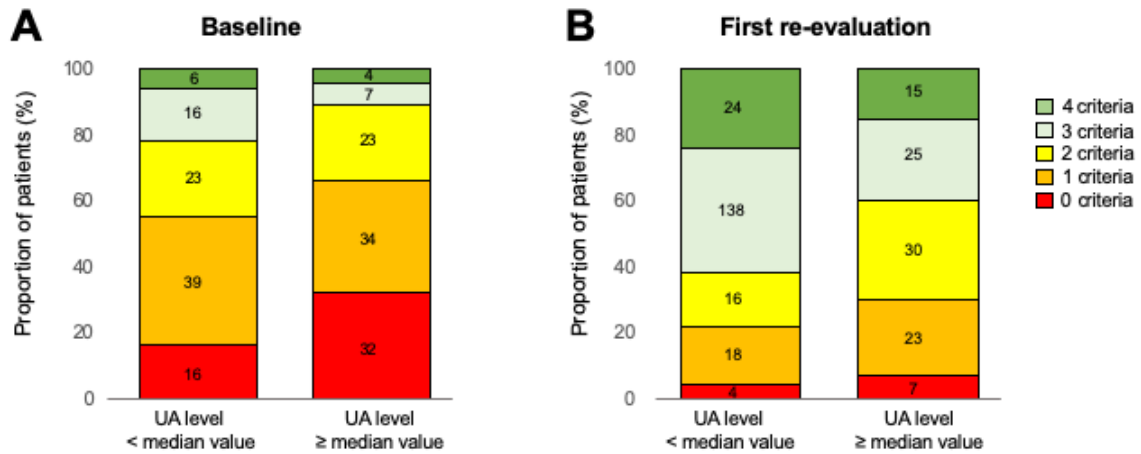 A
Baseline
Proportion of patients (%)
100
80
60
40
20
0
6
16
23
39
16
4
7
23
34
32
UA level
< median value
UA level
≥ median value
B
First re-evaluation
Proportion of patients (%)
100
80
60
40
20
0
24
138
16
18
4
15
25
30
23
7
UA level
< median value
UA level
≥ median value
4 criteria
3 criteria
2 criteria
1 criteria
0 criteria